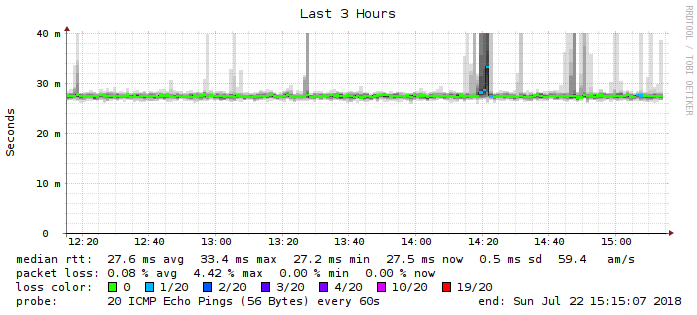 Last 3 Hours
RRDTOOL / TOBI OETIKER
Seconds
40 m
30 m
20 m
10 m
0
12:20 12:40 13:00 13:20 13:40 14:00 14:20 14:40 15:00
median rtt: 27.6 ms avg 33.4 ms max 27.2 ms min 27.5 ms now 0.5 ms sd 59.4 am/s
packet loss: 0.08 % avg 4.42 % max 0.00 % min 0.00 % now
loss color: 0 1/20 2/20 3/20 4/20 10/20 19/20
probe: 20 ICMP Echo Pings (56 Bytes) every 60s end: Sun Jul 22 15:15:07 2018